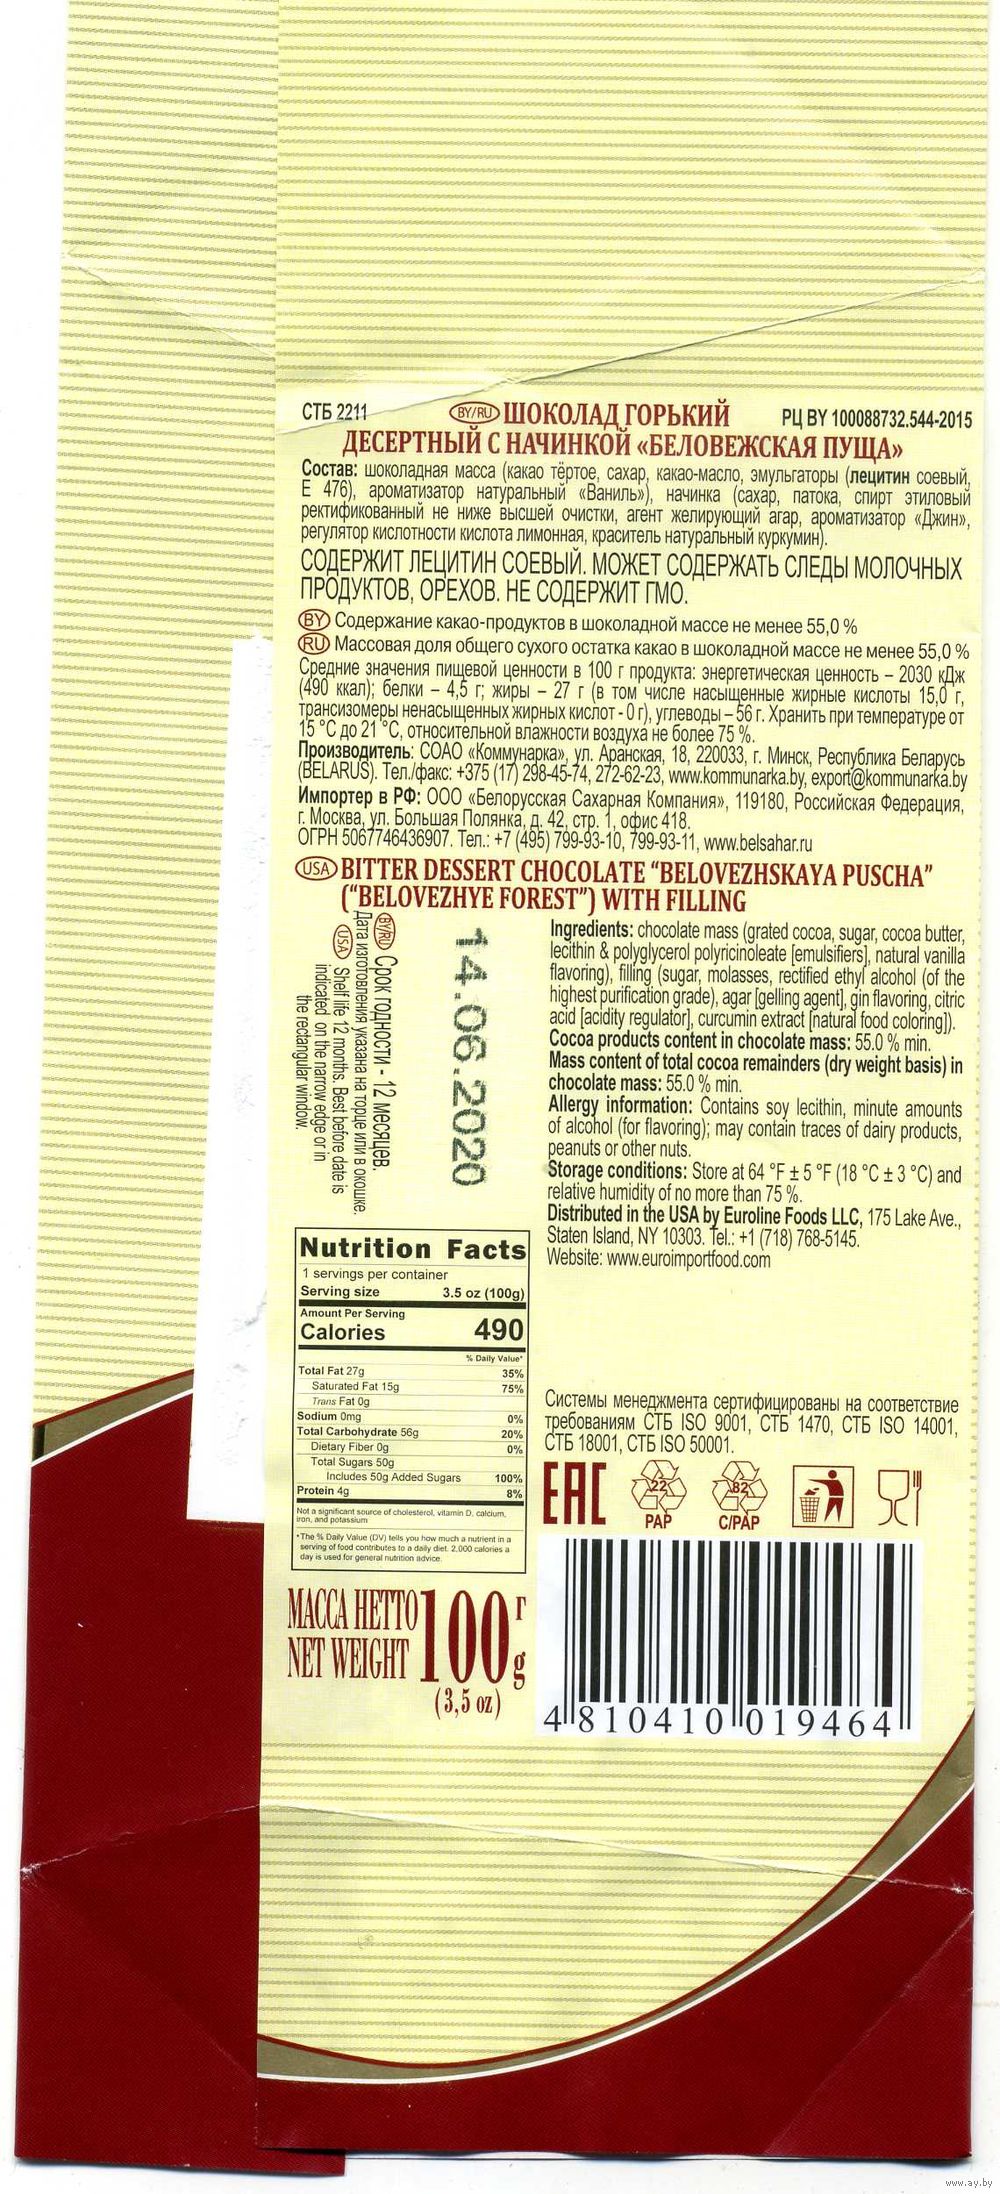 СТБ 2211
BY/RU ШОКОЛАД ГОРЬКИЙ
РЦ BY 100088732.544-2015
ДЕСЕРТНЫЙ С НАЧИНКОЙ «БЕЛОВЕЖСКАЯ ПУЩА»
Состав: шоколадная масса (какао тёртое, сахар, какао-масло, эмульгаторы (лецитин соевый,
Е 476), ароматизатор натуральный «Ваниль»), начинка (сахар, патока, спирт этиловый
ректификованный не ниже высшей очистки, агент желирующий агар, ароматизатор «Джин»,
регулятор кислотности кислота лимонная, краситель натуральный куркумин).
СОДЕРЖИТ ЛЕЦИТИН СОЕВЫЙ. МОЖЕТ СОДЕРЖАТЬ СЛЕДЫ МОЛОЧНЫХ
ПРОДУКТОВ, ОРЕХОВ. НЕ СОДЕРЖИТ ГМО.
BY Содержание какао-продуктов в шоколадной массе не менее 55,0 %
RU Массовая доля общего сухого остатка какао в шоколадной массе не менее 55,0 %
Средние значения пищевой ценности в 100 г продукта: энергетическая ценность – 2030 кДж
(490 ккал); белки – 4,5 г; жиры – 27 г (в том числе насыщенные жирные кислоты 15,0 г,
трансизомеры ненасыщенных жирных кислот - 0 г), углеводы – 56 г. Хранить при температуре от
15 °С до 21 °С, относительной влажности воздуха не более 75 %.
Производитель: СОАО «Коммунарка», ул. Аранская, 18, 220033, г. Минск, Республика Беларусь
(BELARUS). Тел./факс: +375 (17) 298-45-74, 272-62-23, www.kommunarka.by, export@kommunarka.by
Импортер в РФ: ООО «Белорусская Сахарная Компания», 119180, Российская Федерация,
г. Москва, ул. Большая Полянка, д. 42, стр. 1, офис 418.
ОГРН 5067746436907. Тел.: +7 (495) 799-93-10, 799-93-11, www.belsahar.ru
USA BITTER DESSERT CHOCOLATE “BELOVEZHSKAYA PUSCHA”
(“BELOVEZHYE FOREST”) WITH FILLING
BY/RU Срок годности - 12 месяцев.
Дата изготовления указана на торце или в окошке.
USA Shelf life 12 months. Best before date is
indicated on the narrow edge or in
the rectangular window.
14.06.2020
Ingredients: chocolate mass (grated cocoa, sugar, cocoa butter,
lecithin & polyglycerol polyricinoleate [emulsifiers], natural vanilla
flavoring), filling (sugar, molasses, rectified ethyl alcohol (of the
highest purification grade), agar [gelling agent], gin flavoring, citric
acid [acidity regulator], curcumin extract [natural food coloring]).
Cocoa products content in chocolate mass: 55.0 % min.
Mass content of total cocoa remainders (dry weight basis) in
chocolate mass: 55.0 % min.
Allergy information: Contains soy lecithin, minute amounts
of alcohol (for flavoring); may contain traces of dairy products,
peanuts or other nuts.
Storage conditions: Store at 64 °F ± 5 °F (18 °C ± 3 °C) and
relative humidity of no more than 75 %.
Distributed in the USA by Euroline Foods LLC, 175 Lake Ave.,
Staten Island, NY 10303. Tel.: +1 (718) 768-5145.
Website: www.euroimportfood.com
Nutrition Facts
1 servings per container
Serving size 3.5 oz (100g)
Amount Per Serving
Calories 490
% Daily Value*
Total Fat 27g 35%
Saturated Fat 15g 75%
Trans Fat 0g
Sodium 0mg 0%
Total Carbohydrate 56g 20%
Dietary Fiber 0g 0%
Total Sugars 50g
Includes 50g Added Sugars 100%
Protein 4g 8%
Not a significant source of cholesterol, vitamin D, calcium,
iron, and potassium
*The % Daily Value (DV) tells you how much a nutrient in a
serving of food contributes to a daily diet. 2,000 calories a
day is used for general nutrition advice.
Системы менеджмента сертифицированы на соответствие
требованиям СТБ ISO 9001, СТБ 1470, СТБ ISO 14001,
СТБ 18001, СТБ ISO 50001.
EAC
22
PAP
82
C/PAP
МАССА НЕТТО
NET WEIGHT
100 г
g
(3,5 oz)
4 810410 019464
www.ay.by